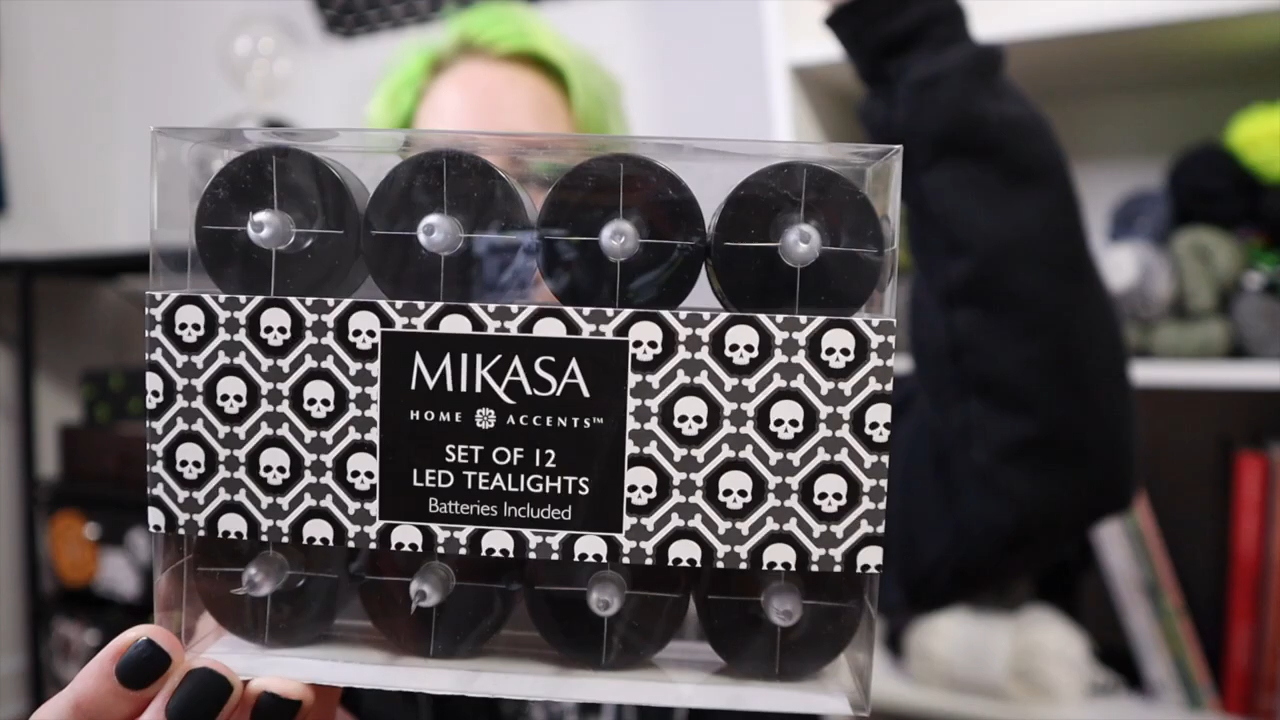 MIKASA
HOME ACCENTS™
SET OF 12
LED TEALIGHTS
Batteries Included